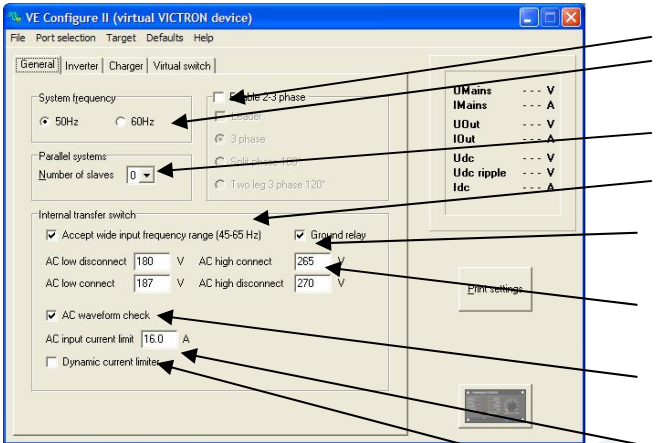 VE Configure II (virtual VICTRON device)
File Port selection Target Defaults Help
General Inverter Charger Virtual switch
System frequency
50Hz 60Hz
Enable 2-3 phase
Leader
3 phase
Split phase 180°
Two leg 3 phase 120°
Parallel systems
Number of slaves 0
Internal transfer switch
Accept wide input frequency range (45-65 Hz) Ground relay
AC low disconnect 180 V AC high connect 265 V
AC low connect 187 V AC high disconnect 270 V
AC waveform check
AC input current limit 16.0 A
Dynamic current limiter
UMains --- V
IMains --- A
UOut --- V
IOut --- A
Udc --- V
Udc ripple --- V
Idc --- A
Print settings